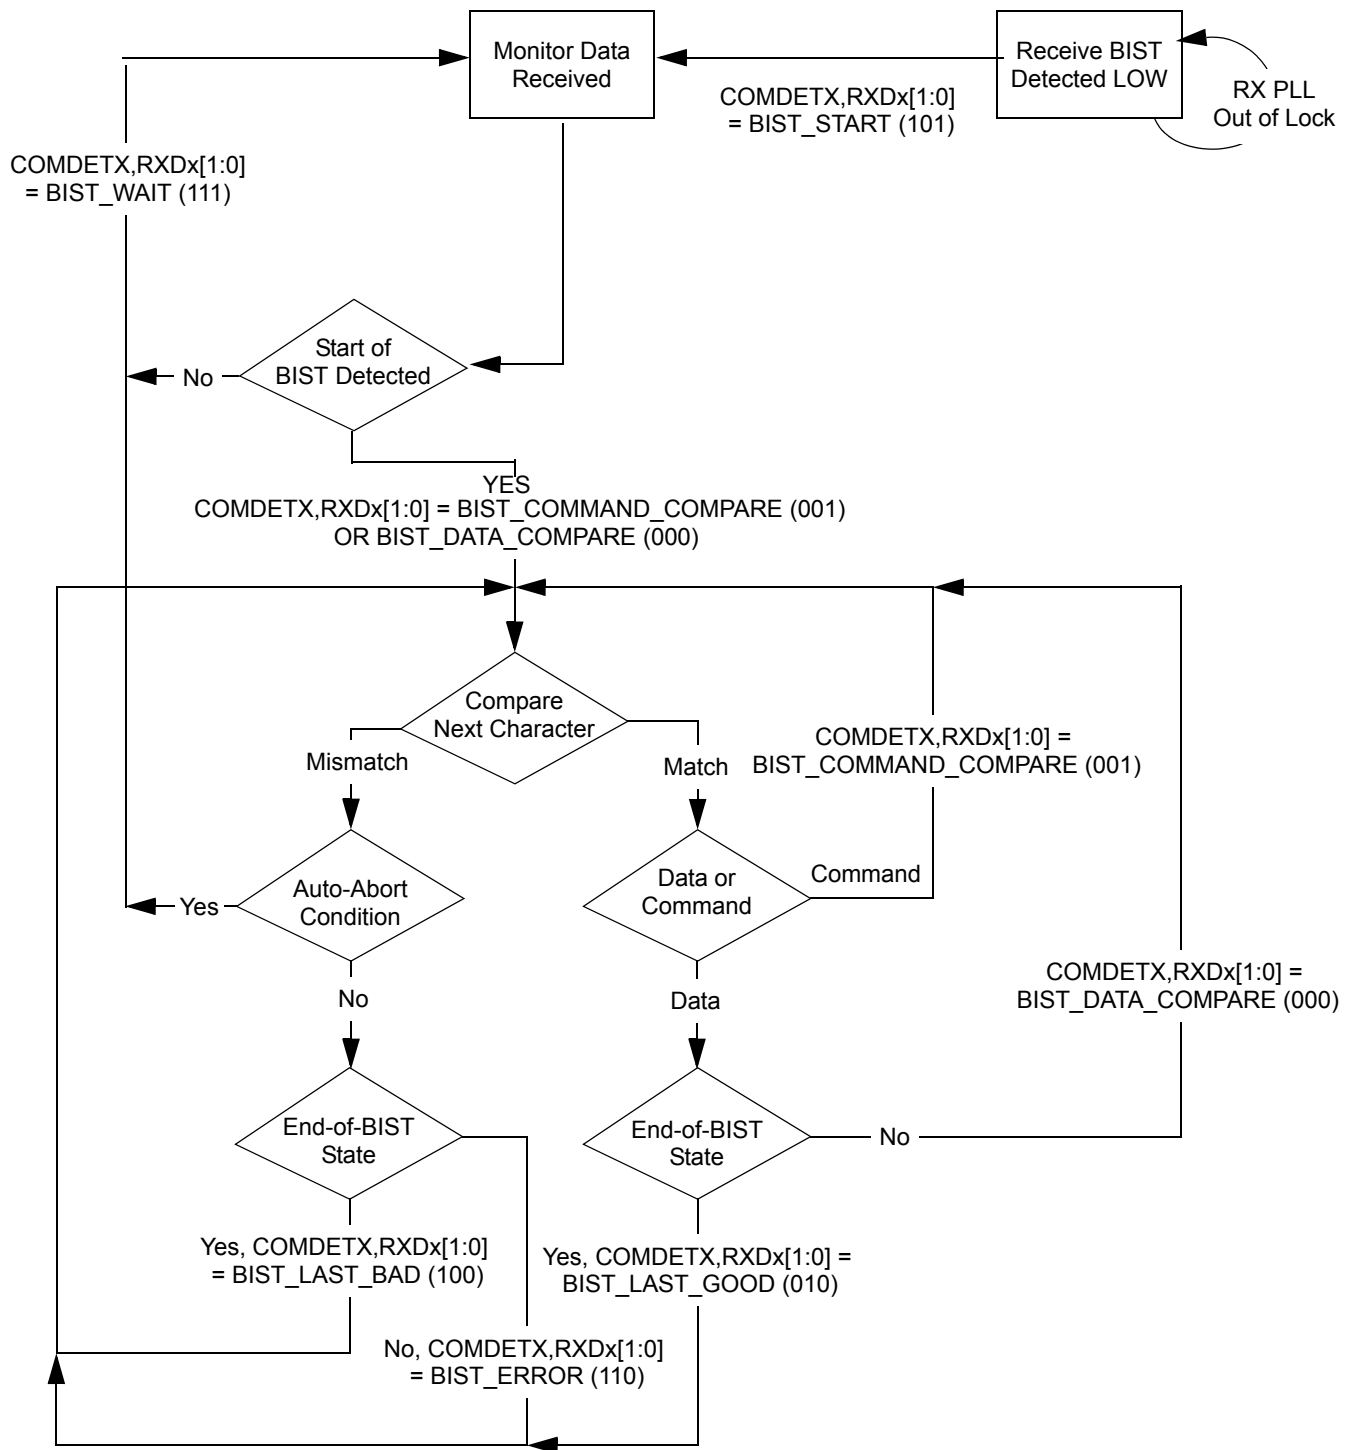 Monitor Data
Received
Receive BIST
Detected LOW
RX PLL
Out of Lock
COMDETX,RXDx[1:0]
= BIST_START (101)
COMDETX,RXDx[1:0]
= BIST_WAIT (111)
Start of
BIST Detected
No
YES
COMDETX,RXDx[1:0] = BIST_COMMAND_COMPARE (001)
OR BIST_DATA_COMPARE (000)
Compare
Next Character
Mismatch
Match
COMDETX,RXDx[1:0] =
BIST_COMMAND_COMPARE (001)
Auto-Abort
Condition
Yes
Data or
Command
Command
No
Data
COMDETX,RXDx[1:0] =
BIST_DATA_COMPARE (000)
End-of-BIST
State
End-of-BIST
State
No
Yes, COMDETX,RXDx[1:0]
= BIST_LAST_BAD (100)
Yes, COMDETX,RXDx[1:0] =
BIST_LAST_GOOD (010)
No, COMDETX,RXDx[1:0]
= BIST_ERROR (110)